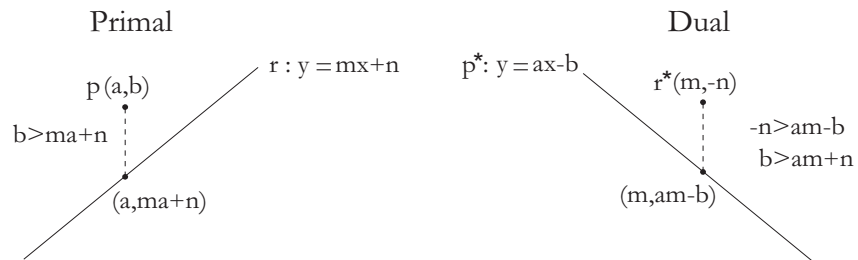 Primal
Dual
r : y = mx+n
p*: y = ax-b
p(a,b)
r*(m,-n)
b>ma+n
-n>am-b
b>am+n
(a,ma+n)
(m,am-b)